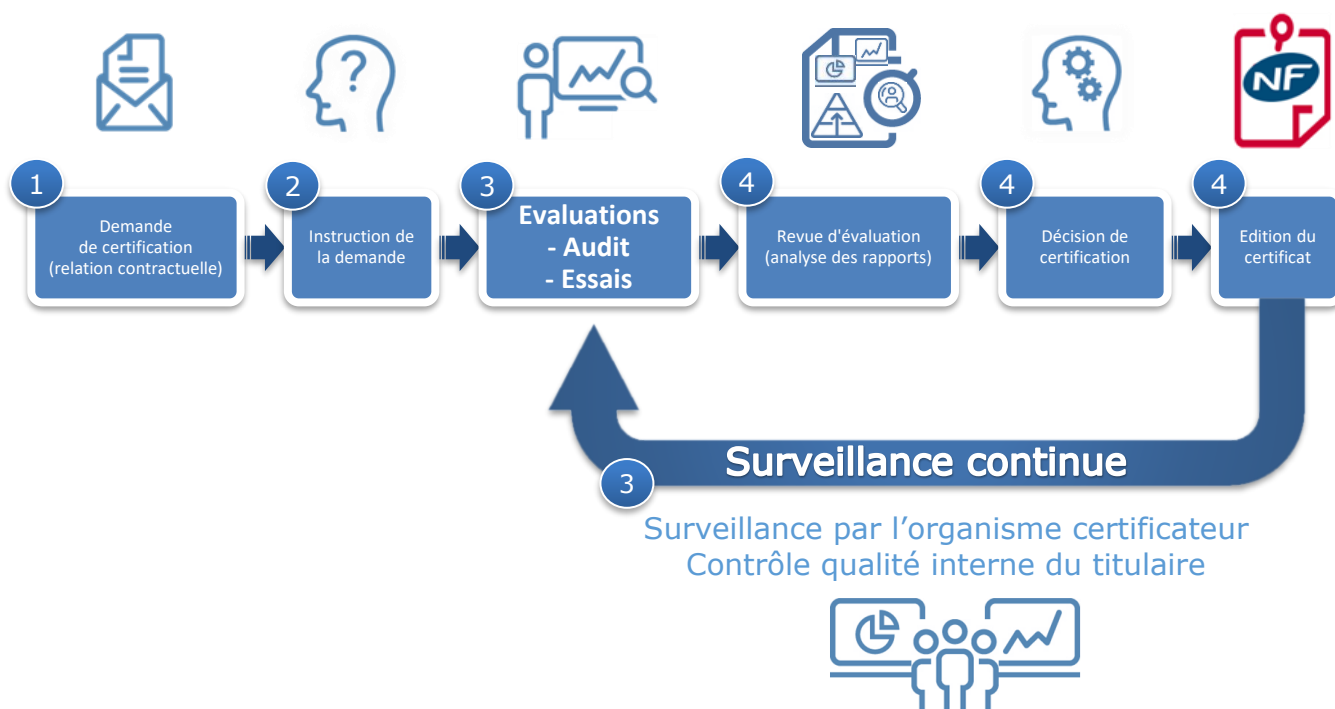 NF
1
Demande
de certification
(relation contractuelle)
2
Instruction de
la demande
3
Evaluations
- Audit
- Essais
4
Revue d'évaluation
(analyse des rapports)
4
Décision de
certification
4
Edition du
certificat
Surveillance continue
3
Surveillance par l’organisme certificateur
Contrôle qualité interne du titulaire